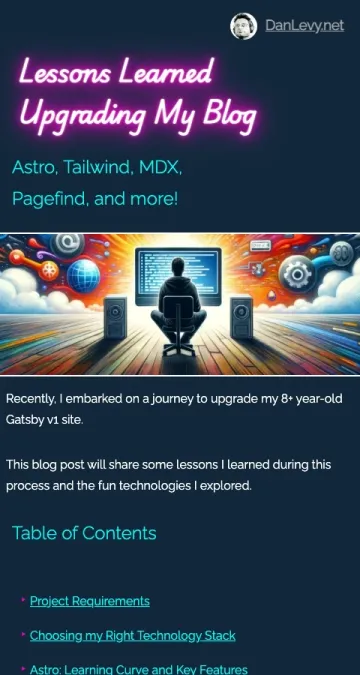 DanLevy.net
Lessons Learned
Upgrading My Blog
Astro, Tailwind, MDX,
Pagefind, and more!
Recently, I embarked on a journey to upgrade my 8+ year-old
Gatsby v1 site.
This blog post will share some lessons I learned during this
process and the fun technologies I explored.
Table of Contents
Project Requirements
Choosing my Right Technology Stack
Astro: Learning Curve and Key Features